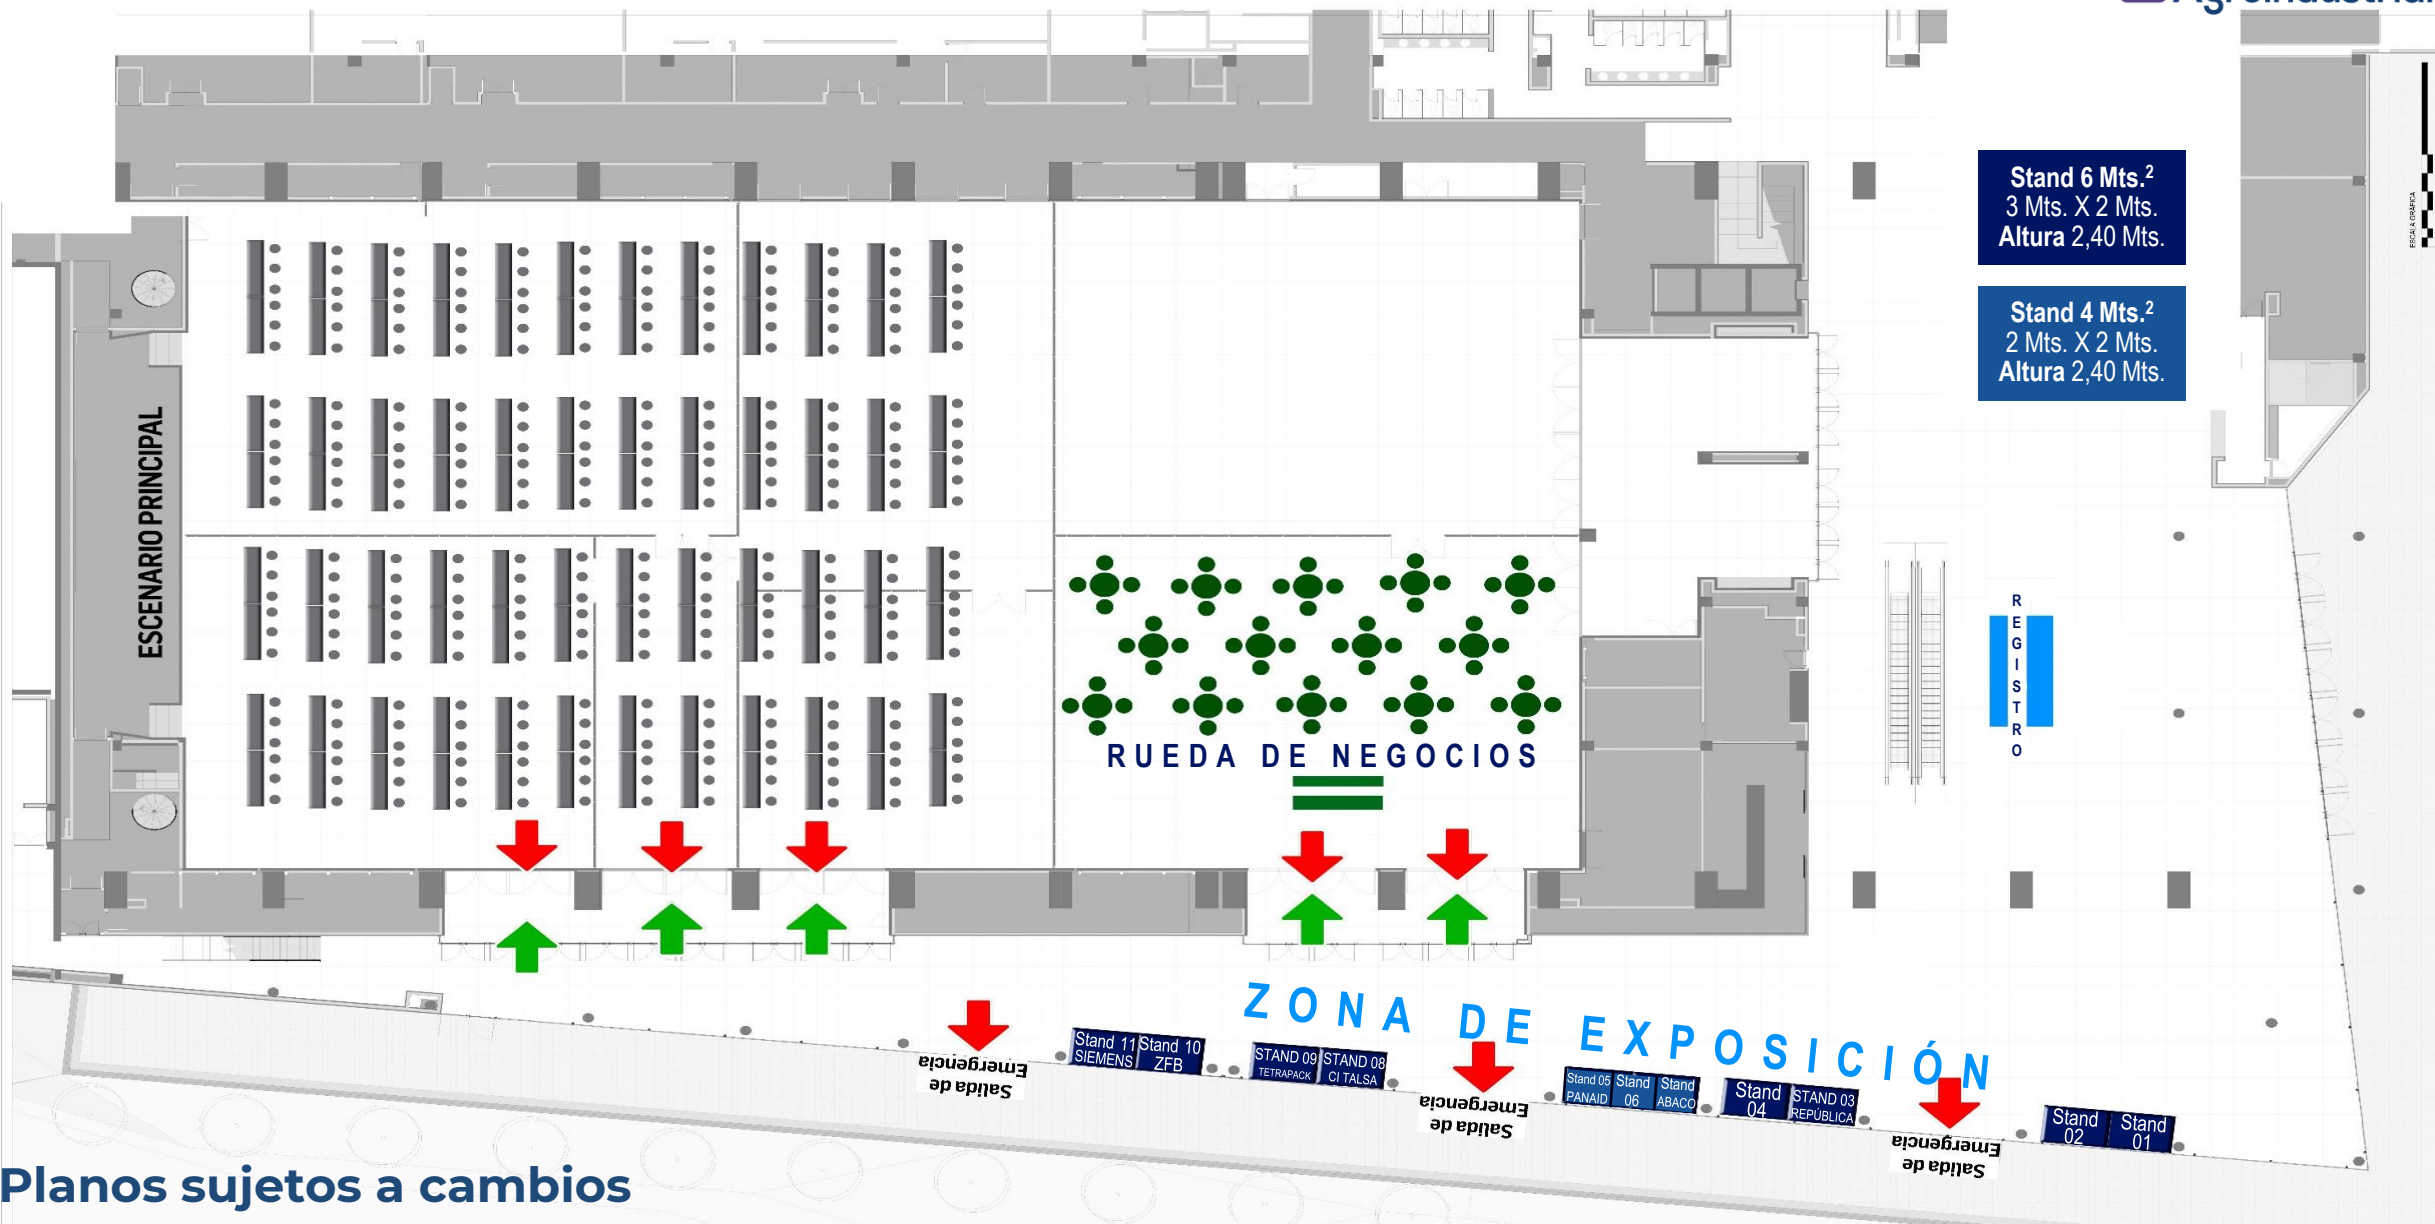 Agroindustrial
Stand 6 Mts.²
3 Mts. X 2 Mts.
Altura 2,40 Mts.
Stand 4 Mts.²
2 Mts. X 2 Mts.
Altura 2,40 Mts.
ESCALA GRAFICA
ESCENARIO PRINCIPAL
REGISTRO
RUEDA DE NEGOCIOS
ZONA DE EXPOSICIÓN
Salida de
Emergencia
Stand 11
SIEMENS
Stand 10
ZFB
STAND 09
TETRAPACK
STAND 08
CI TALSA
Salida de
Emergencia
Stand 05
PANAID
Stand
06
Stand
ABACO
Stand
04
STAND 03
REPÚBLICA
Salida de
Emergencia
Stand
02
Stand
01
Planos sujetos a cambios